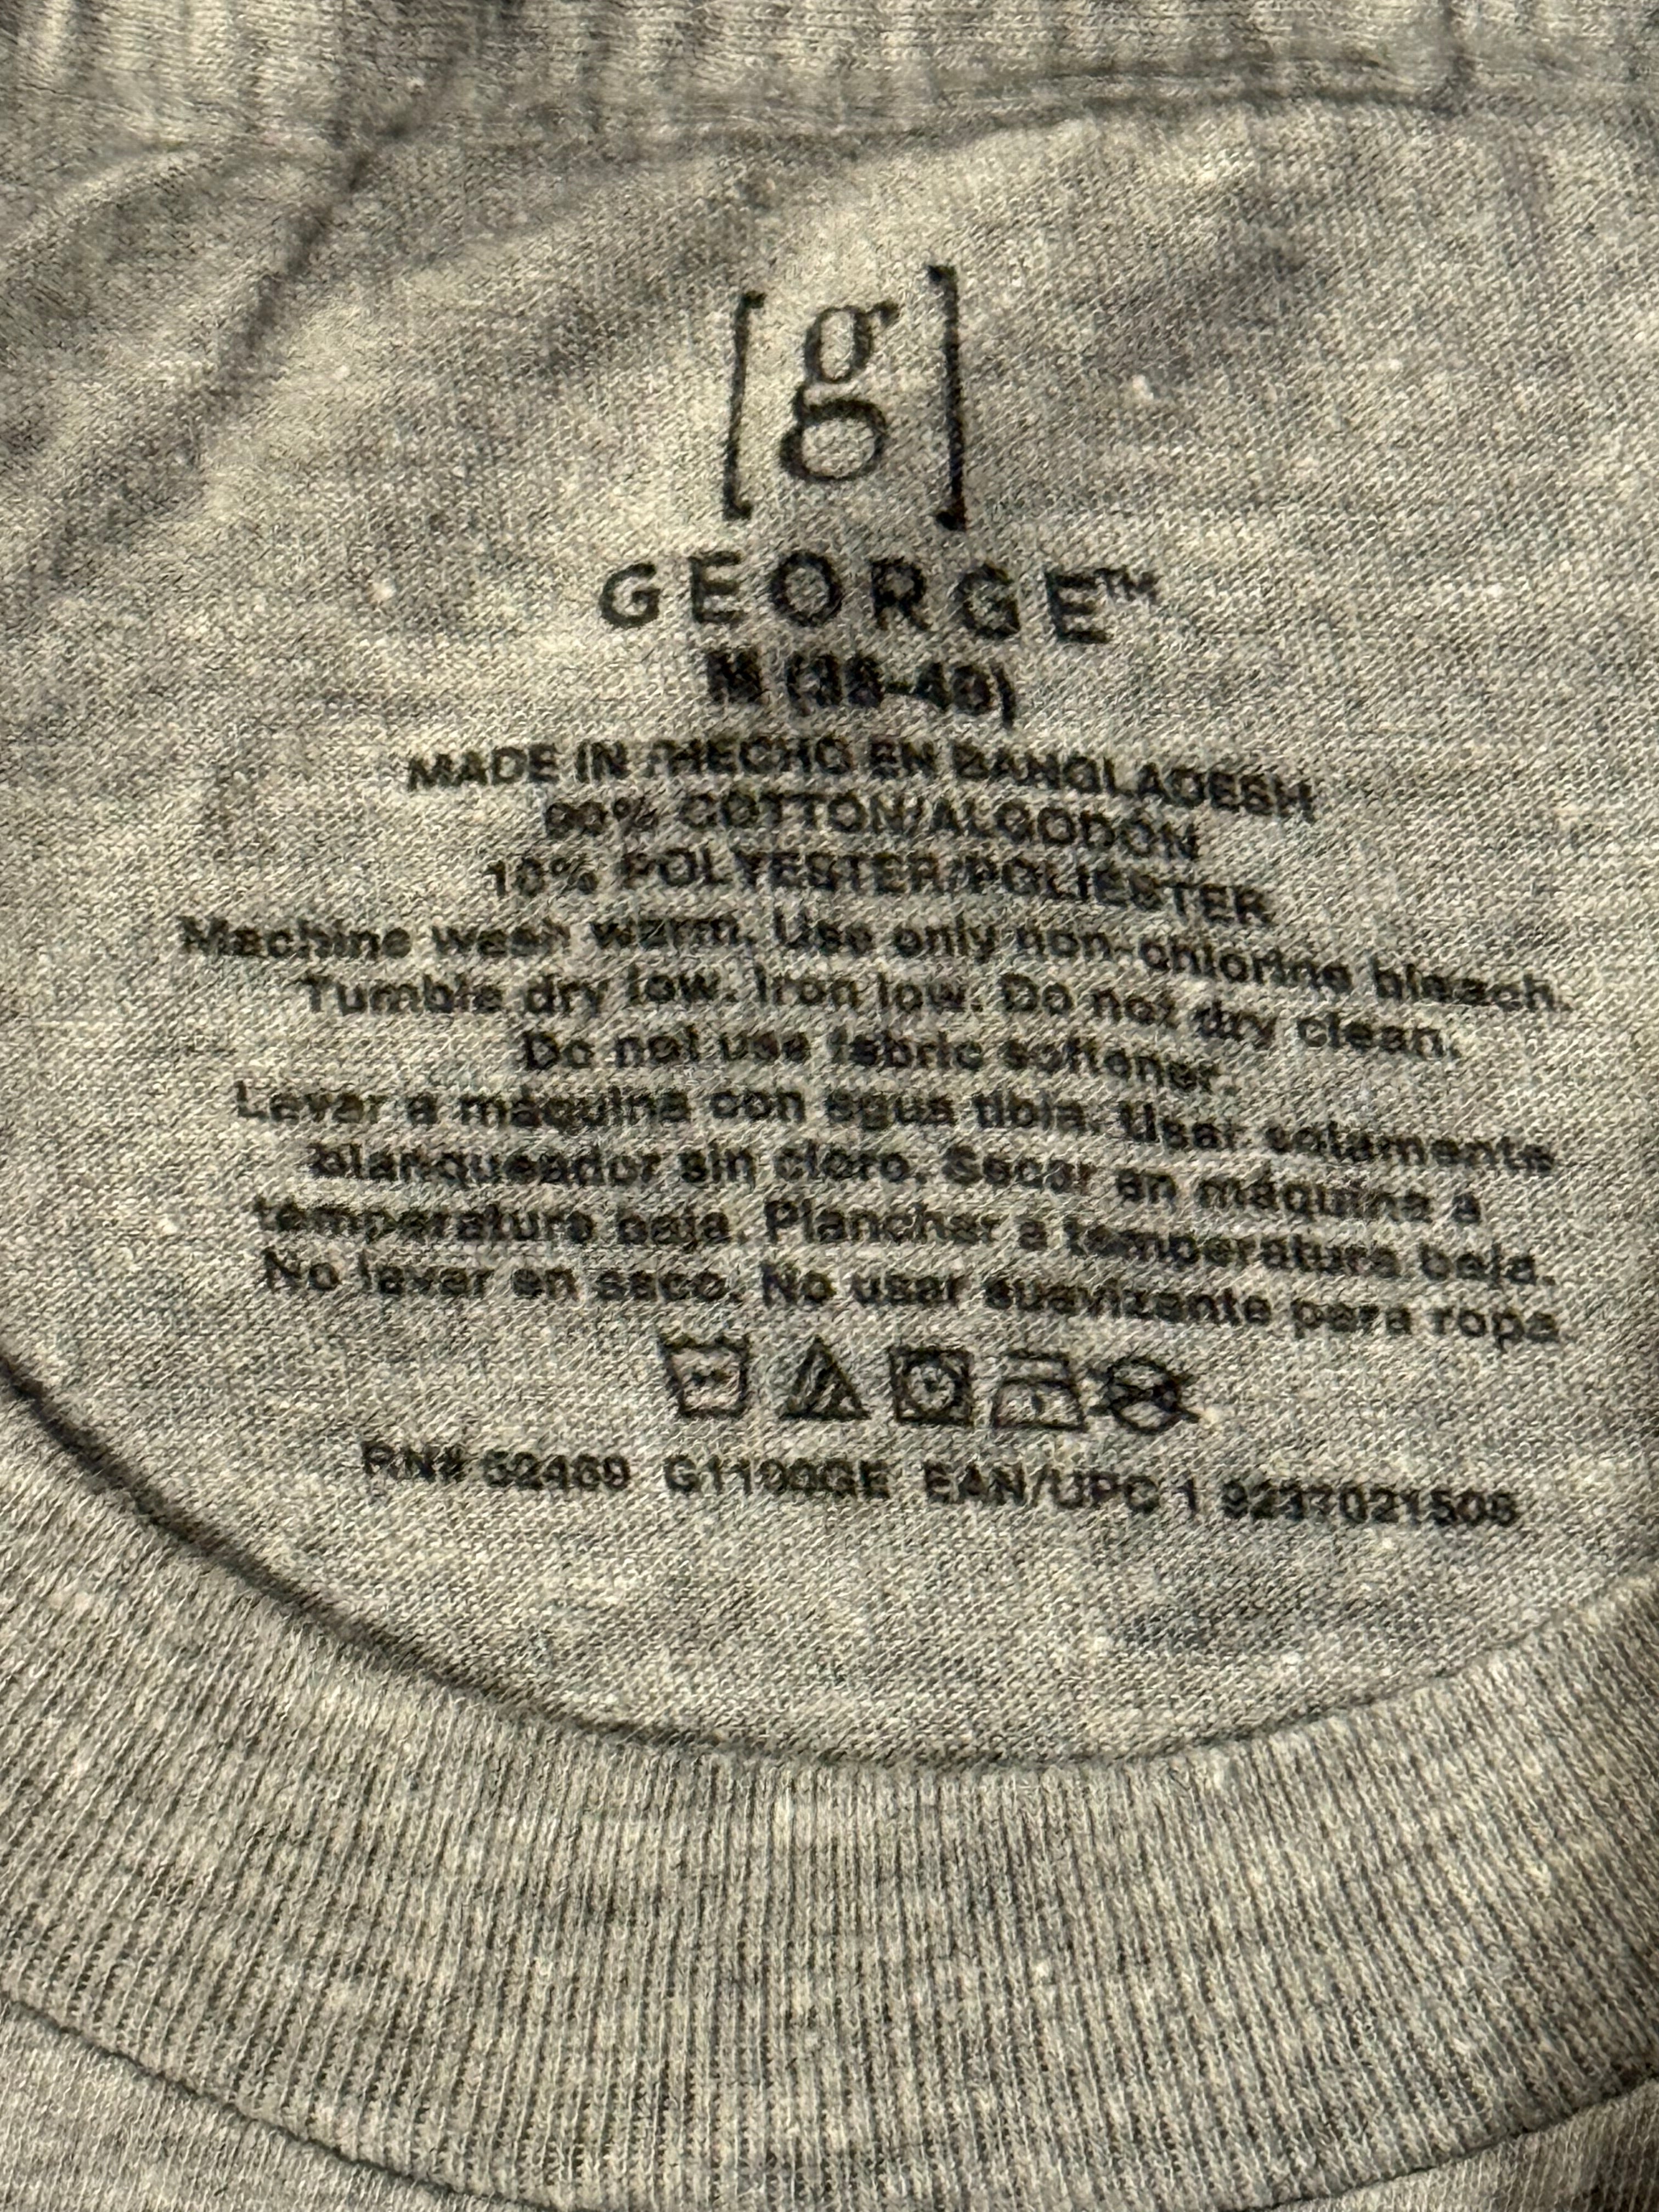 [g]
GEORGE™
M (38-40)
MADE IN / HECHO EN BANGLADESH
90% COTTON/ALGODÓN
10% POLYESTER/POLIÉSTER
Machine wash warm. Use only non-chlorine bleach.
Tumble dry low. Iron low. Do not dry clean.
Do not use fabric softener.
Lavar a máquina con agua tibia. Usar solamente
blanqueador sin cloro. Secar en máquina a
temperatura baja. Planchar a temperatura baja.
No lavar en seco. No usar suavizante para ropa.
RN# 52469 G1190GE EAN/UPC 1